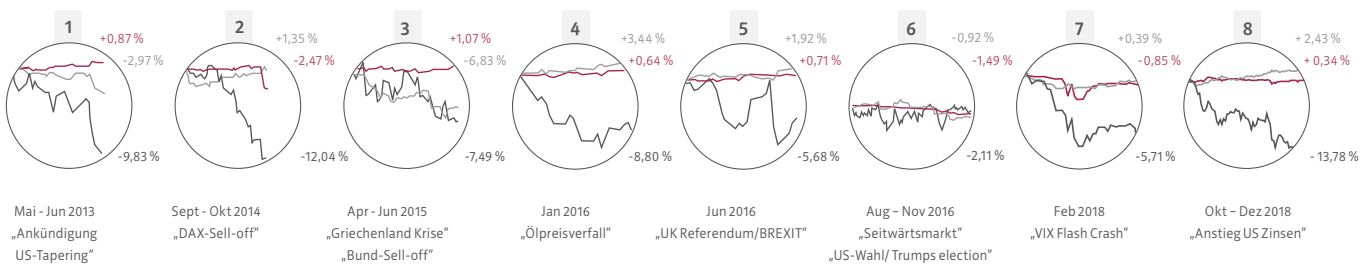 1
+0,87 %
-2,97 %
-9,83 %
Mai - Jun 2013
„Ankündigung
US-Tapering"
2
+1,35 %
-2,47 %
-12,04 %
Sept - Okt 2014
„DAX-Sell-off"
3
+1,07 %
-6,83 %
-7,49 %
Apr - Jun 2015
„Griechenland Krise"
„Bund-Sell-off"
4
+3,44 %
+0,64 %
-8,80 %
Jan 2016
„Ölpreisverfall"
5
+1,92 %
+0,71 %
-5,68 %
Jun 2016
„UK Referendum/BREXIT"
6
-0,92 %
-1,49 %
-2,11 %
Aug – Nov 2016
„Seitwärtsmarkt"
„US-Wahl/ Trumps election"
7
+0,39 %
-0,85 %
-5,71 %
Feb 2018
„VIX Flash Crash"
8
+2,43 %
+0,34 %
- 13,78 %
Okt – Dez 2018
„Anstieg US Zinsen"